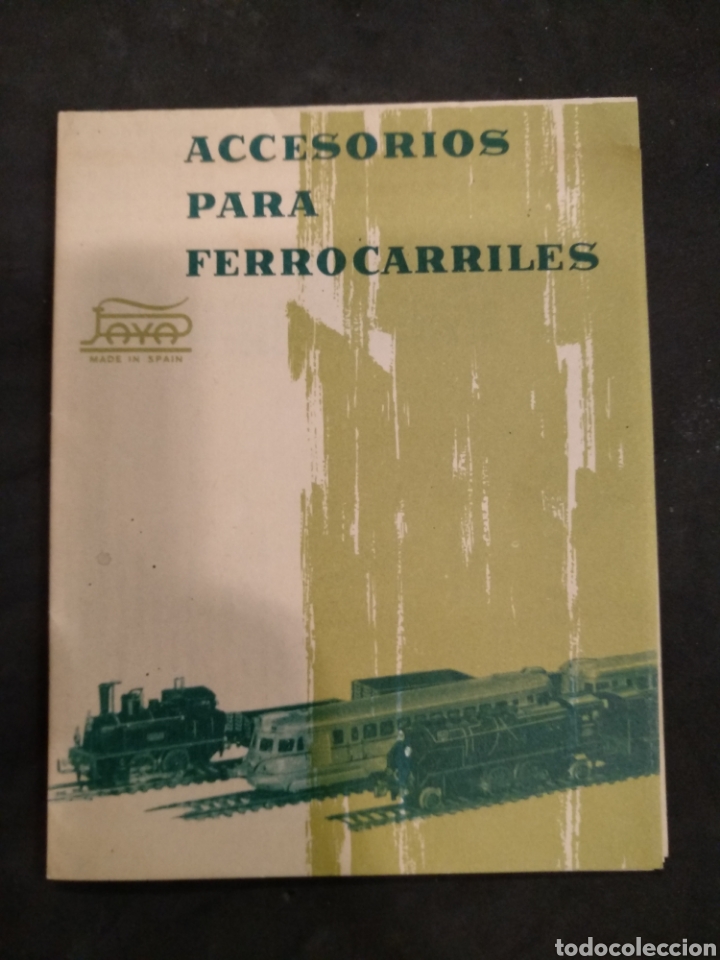 ACCESORIOS
PARA
FERROCARRILES
PAYA
MADE IN SPAIN
todocoleccion